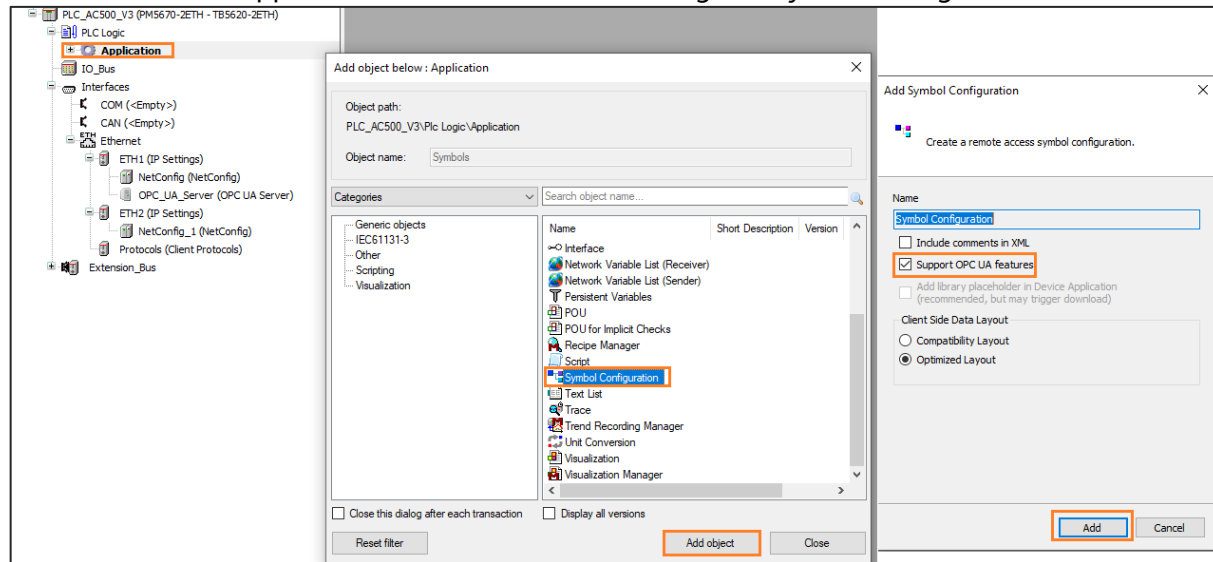 PLC_AC500_V3 (PM5670-2ETH - TB5620-2ETH)
PLC Logic
Application
IO_Bus
Interfaces
COM (<Empty>)
CAN (<Empty>)
Ethernet
ETH1 (IP Settings)
NetConfig (NetConfig)
OPC_UA_Server (OPC UA Server)
ETH2 (IP Settings)
NetConfig_1 (NetConfig)
Protocols (Client Protocols)
Extension_Bus
Add object below : Application
Object path:
PLC_AC500_V3\Plc Logic\Application
Object name: Symbols
Categories
Search object name...
Generic objects
IEC61131-3
Other
Scripting
Visualization
Name Short Description Version
Interface
Network Variable List (Receiver)
Network Variable List (Sender)
Persistent Variables
POU
POU for Implicit Checks
Recipe Manager
Script
Symbol Configuration
Text List
Trace
Trend Recording Manager
Unit Conversion
Visualization
Visualization Manager
Close this dialog after each transaction
Display all versions
Reset filter
Add object
Close
Add Symbol Configuration
Create a remote access symbol configuration.
Name
Symbol Configuration
Include comments in XML
Support OPC UA features
Add library placeholder in Device Application
(recommended, but may trigger download)
Client Side Data Layout
Compatibility Layout
Optimized Layout
Add
Cancel